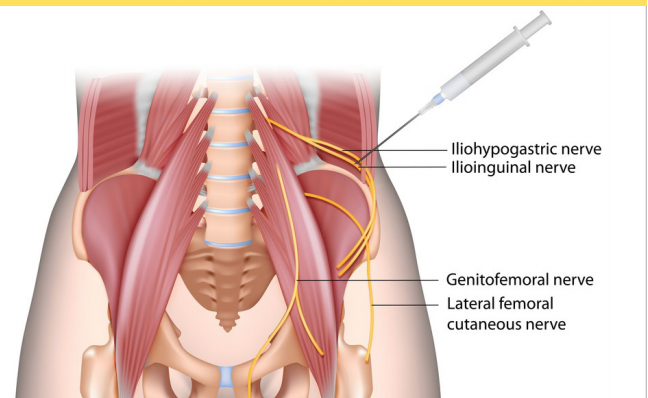 Iliohypogastric nerve
Ilioinguinal nerve
Genitofemoral nerve
Lateral femoral
cutaneous nerve